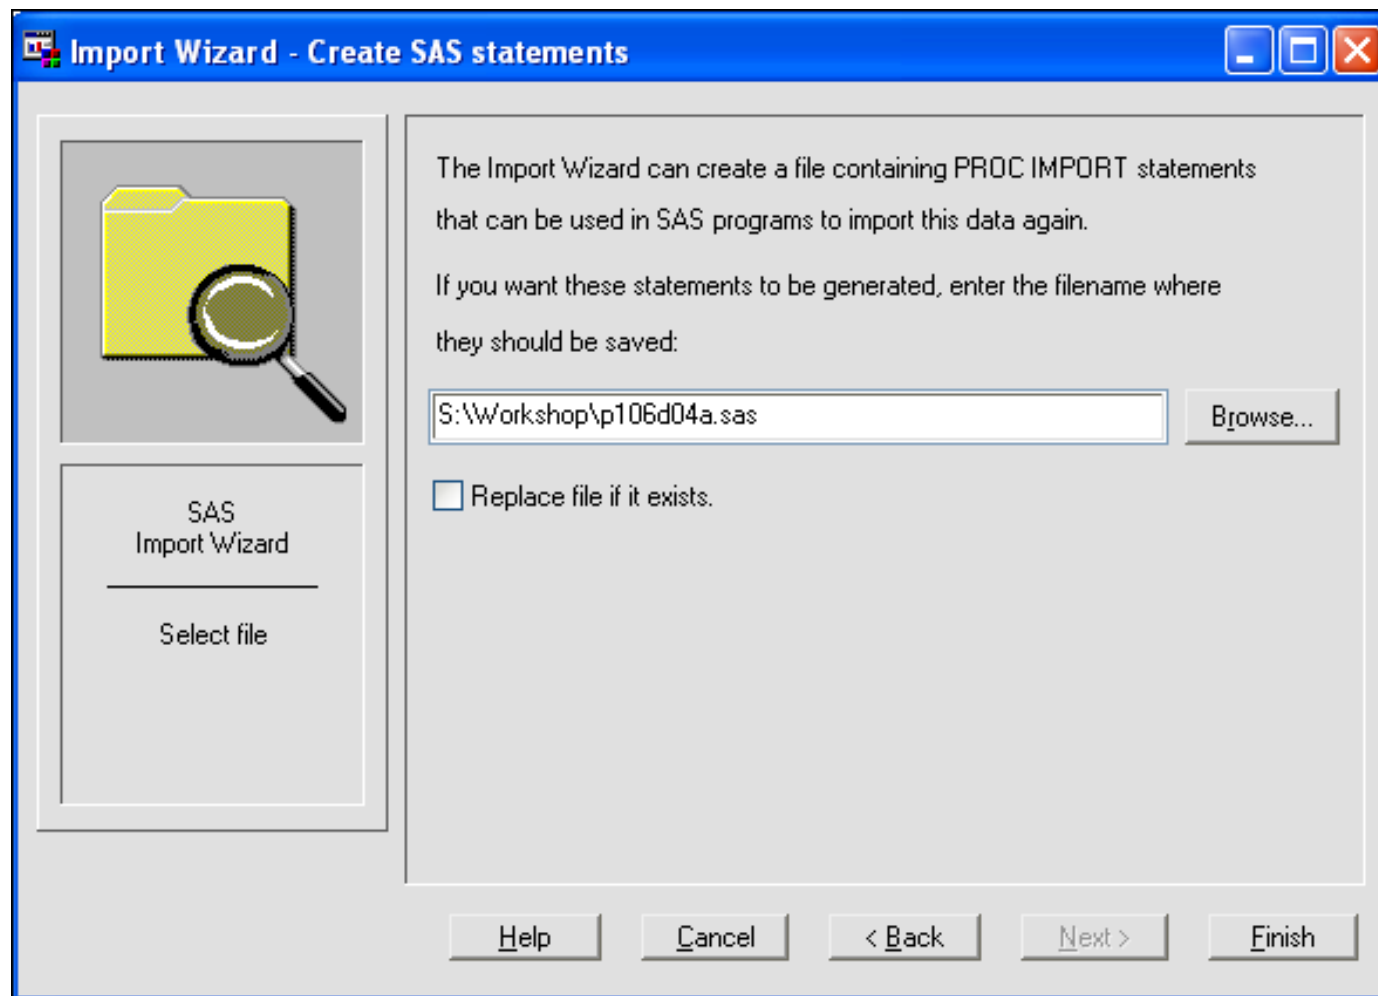 Import Wizard - Create SAS statements
The Import Wizard can create a file containing PROC IMPORT statements
that can be used in SAS programs to import this data again.
If you want these statements to be generated, enter the filename where
they should be saved:
S:\Workshop\p106d04a.sas
Browse...
Replace file if it exists.
SAS
Import Wizard
Select file
Help
Cancel
< Back
Next >
Finish